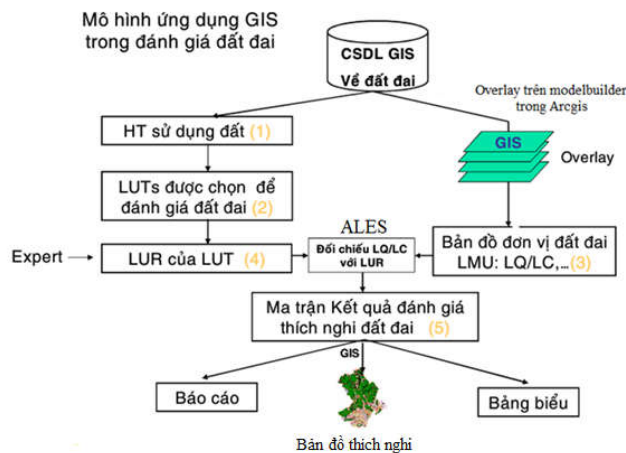 Mô hình ứng dụng GIS
trong đánh giá đất đai
CSDL GIS
Về đất đai
Overlay trên modelbuilder
trong Arcgis
HT sử dụng đất (1)
GIS
Overlay
LUTs được chọn để
đánh giá đất đai (2)
ALES
Expert
LUR của LUT (4)
Đối chiếu LQ/LC
với LUR
Bản đồ đơn vị đất đai
LMU: LQ/LC,...(3)
Ma trận Kết quả đánh giá
thích nghi đất đai (5)
GIS
Báo cáo
Bảng biểu
Bản đồ thích nghi